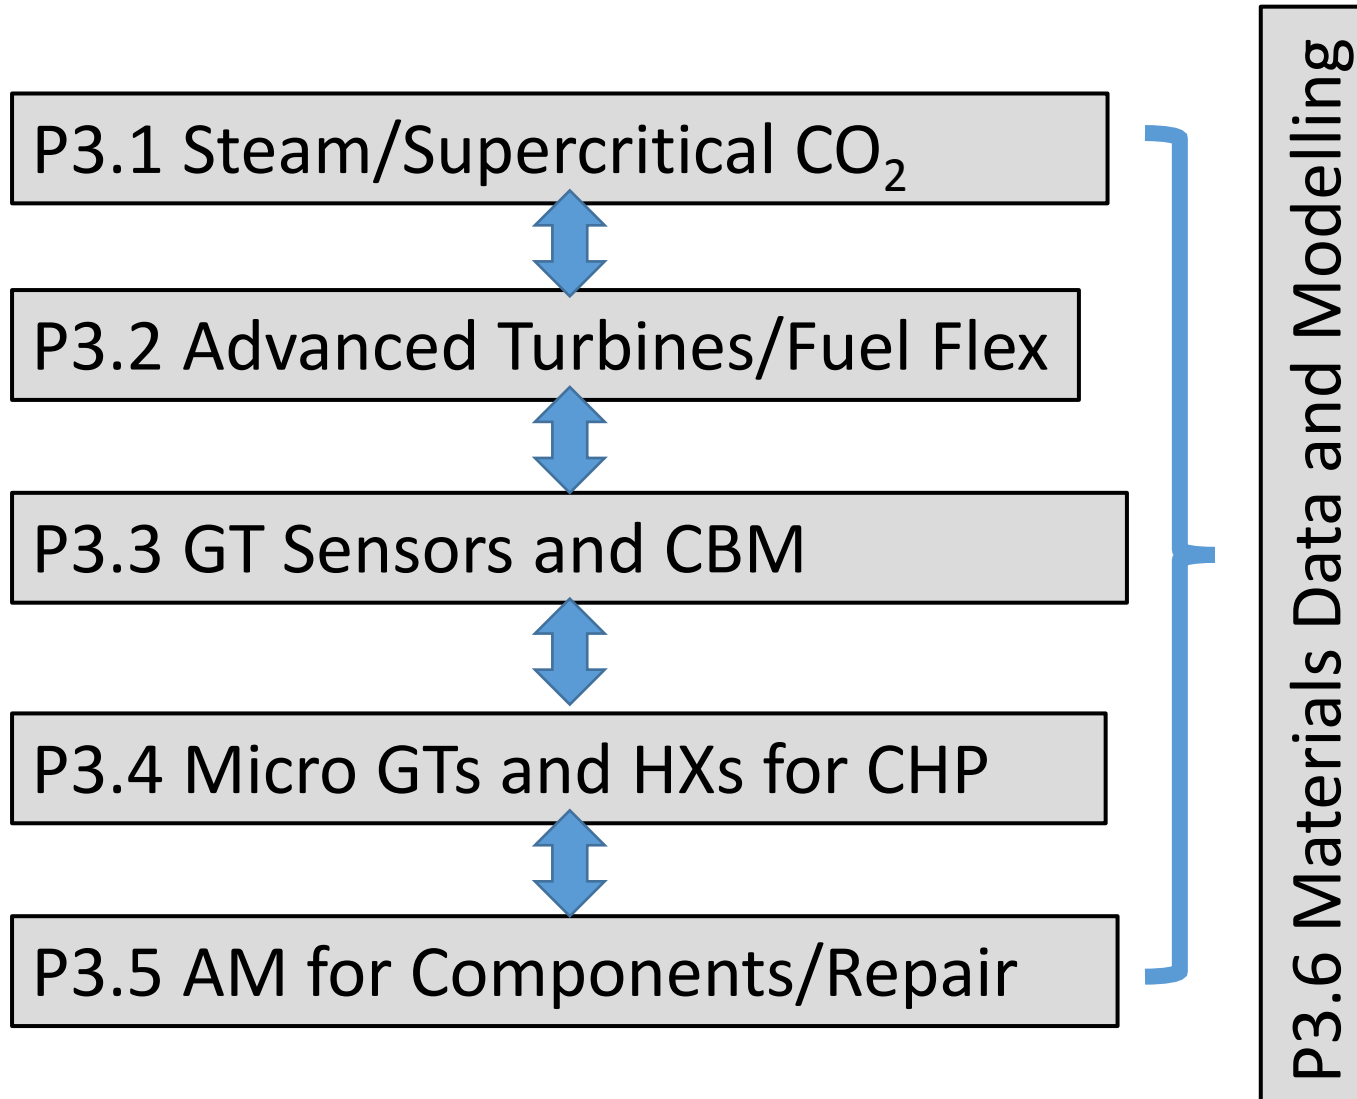 P3.1 Steam/Supercritical CO₂
P3.2 Advanced Turbines/Fuel Flex
P3.3 GT Sensors and CBM
P3.4 Micro GTs and HXs for CHP
P3.5 AM for Components/Repair
P3.6 Materials Data and Modelling